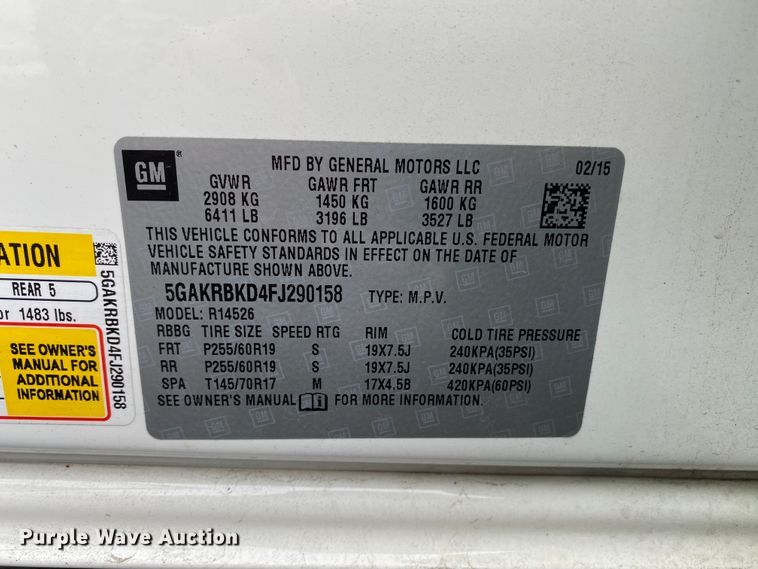 GM
MFD BY GENERAL MOTORS LLC 02/15
GVWR GAWR FRT GAWR RR
2908 KG 1450 KG 1600 KG
6411 LB 3196 LB 3527 LB
THIS VEHICLE CONFORMS TO ALL APPLICABLE U.S. FEDERAL MOTOR
VEHICLE SAFETY STANDARDS IN EFFECT ON THE DATE OF
MANUFACTURE SHOWN ABOVE.
5GAKRBKD4FJ290158 TYPE: M.P.V.
MODEL: R14526
RBBG TIRE SIZE SPEED RTG RIM COLD TIRE PRESSURE
FRT P255/60R19 S 19X7.5J 240KPA(35PSI)
RR P255/60R19 S 19X7.5J 240KPA(35PSI)
SPA T145/70R17 M 17X4.5B 420KPA(60PSI)
SEE OWNER'S MANUAL FOR MORE INFORMATION.
ATION
REAR 5
or 1483 lbs.
SEE OWNER'S
MANUAL FOR
ADDITIONAL
INFORMATION
5GAKRBKD4FJ290158
Purple Wave Auction